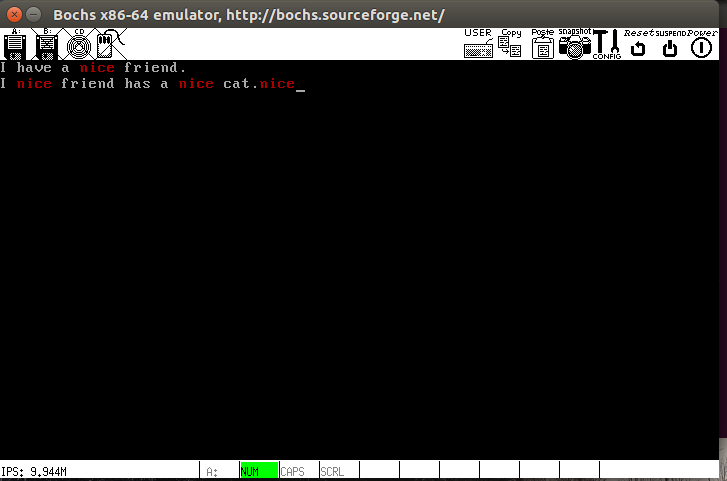 Bochs x86-64 emulator, http://bochs.sourceforge.net/
A: B: CD USER Copy Paste snapshot CONFIG Reset SUSPEND Power
I have a nice friend.
I nice friend has a nice cat.nice_
IPS: 9.944M A: NUM CAPS SCRL